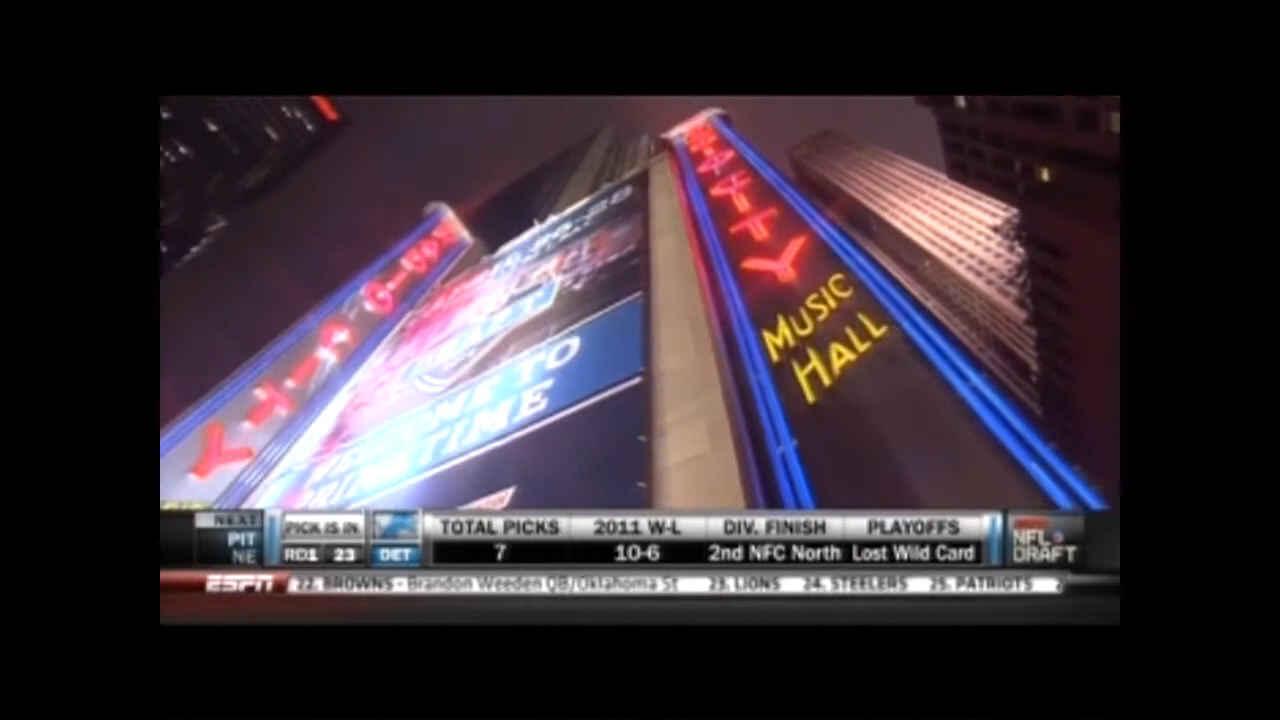 CITY
MUSIC
HALL
WELCOME TO
PRIMETIME
NEXT
PIT
NE
PICK IS IN
RD1 23
DET
TOTAL PICKS 2011 W-L DIV. FINISH PLAYOFFS
7 10-6 2nd NFC North Lost Wild Card
NFL
DRAFT
ESPN 22. BROWNS - Brandon Weeden QB/Oklahoma St 23. LIONS 24. STEELERS 25. PATRIOTS